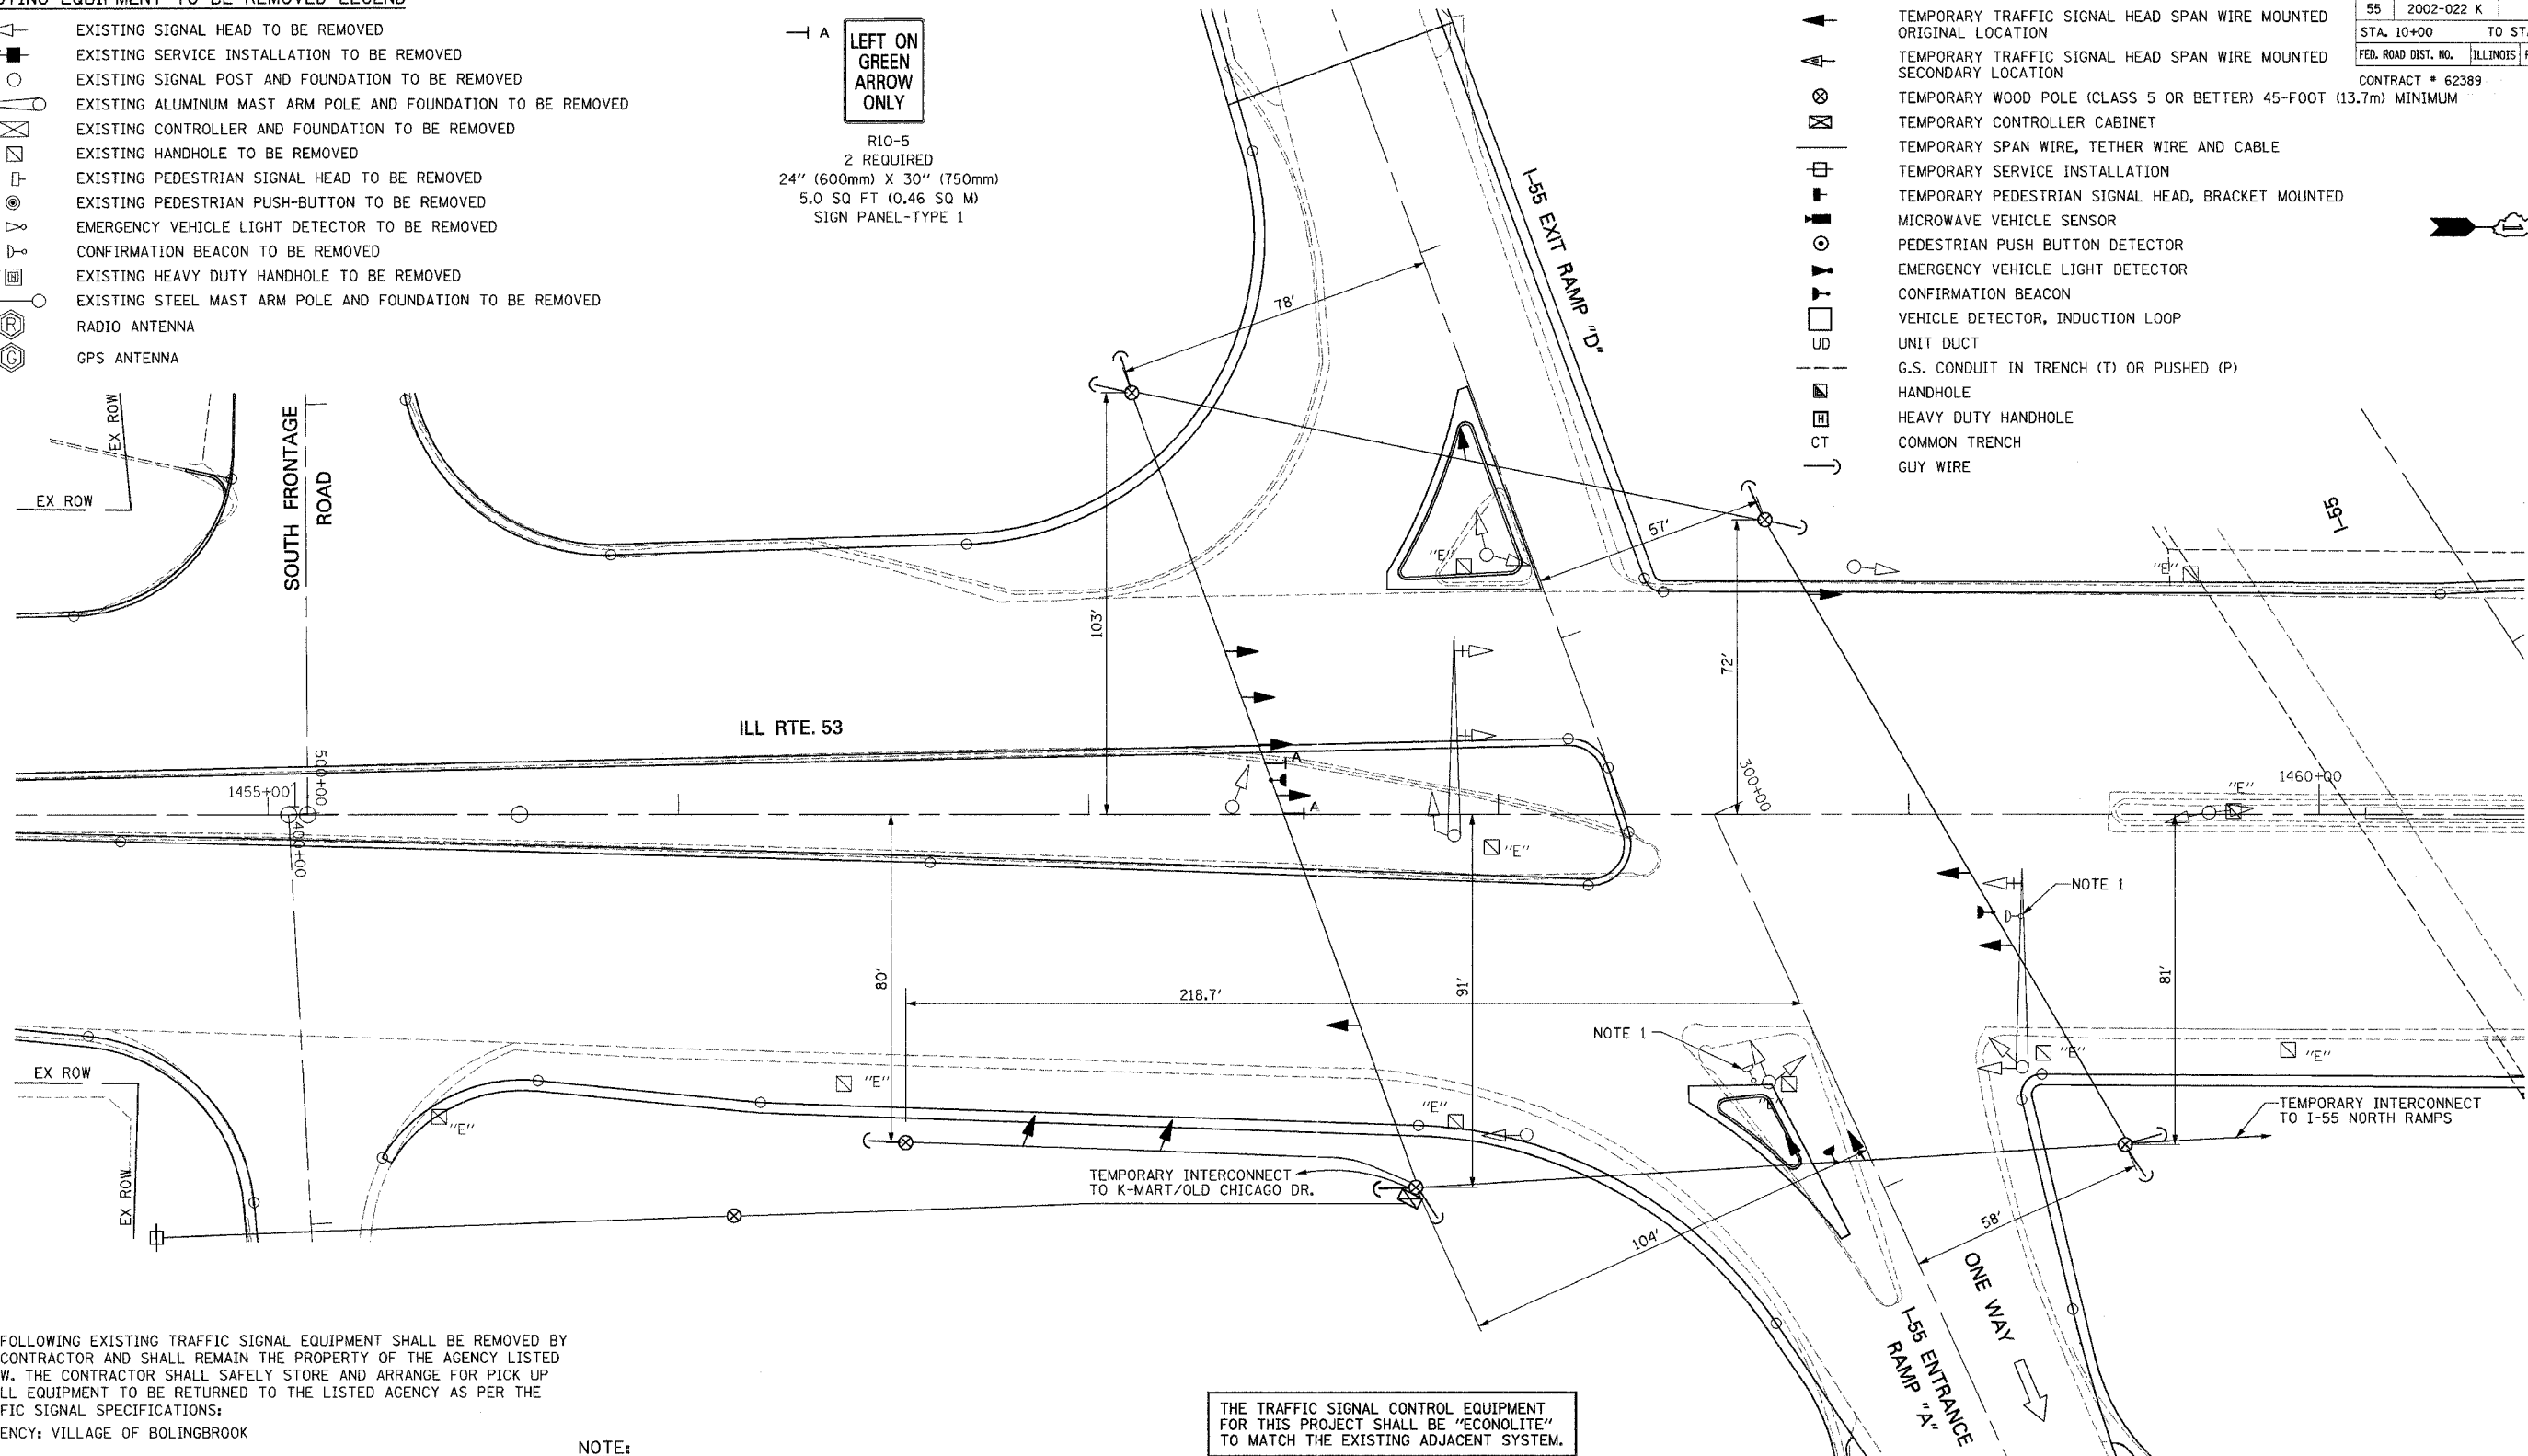 EXISTING SIGNAL HEAD TO BE REMOVED
EXISTING SERVICE INSTALLATION TO BE REMOVED
EXISTING SIGNAL POST AND FOUNDATION TO BE REMOVED
EXISTING ALUMINUM MAST ARM POLE AND FOUNDATION TO BE REMOVED
EXISTING CONTROLLER AND FOUNDATION TO BE REMOVED
EXISTING HANDHOLE TO BE REMOVED
EXISTING PEDESTRIAN SIGNAL HEAD TO BE REMOVED
EXISTING PEDESTRIAN PUSH-BUTTON TO BE REMOVED
EMERGENCY VEHICLE LIGHT DETECTOR TO BE REMOVED
CONFIRMATION BEACON TO BE REMOVED
H EXISTING HEAVY DUTY HANDHOLE TO BE REMOVED
EXISTING STEEL MAST ARM POLE AND FOUNDATION TO BE REMOVED
R RADIO ANTENNA
G GPS ANTENNA
A
LEFT ON
GREEN
ARROW
ONLY
R10-5
2 REQUIRED
24" (600mm) X 30" (750mm)
5.0 SQ FT (0.46 SQ M)
SIGN PANEL-TYPE 1
TEMPORARY TRAFFIC SIGNAL HEAD SPAN WIRE MOUNTED
ORIGINAL LOCATION
TEMPORARY TRAFFIC SIGNAL HEAD SPAN WIRE MOUNTED
SECONDARY LOCATION
TEMPORARY WOOD POLE (CLASS 5 OR BETTER) 45-FOOT (13.7m) MINIMUM
TEMPORARY CONTROLLER CABINET
TEMPORARY SPAN WIRE, TETHER WIRE AND CABLE
TEMPORARY SERVICE INSTALLATION
TEMPORARY PEDESTRIAN SIGNAL HEAD, BRACKET MOUNTED
MICROWAVE VEHICLE SENSOR
PEDESTRIAN PUSH BUTTON DETECTOR
EMERGENCY VEHICLE LIGHT DETECTOR
CONFIRMATION BEACON
VEHICLE DETECTOR, INDUCTION LOOP
UD UNIT DUCT
G.S. CONDUIT IN TRENCH (T) OR PUSHED (P)
HANDHOLE
H HEAVY DUTY HANDHOLE
CT COMMON TRENCH
GUY WIRE
55 2002-022 K
STA. 10+00 TO
FED. ROAD DIST. NO. ILLINOIS
CONTRACT # 62389
I-55 EXIT RAMP "D"
I-55
78'
57'
103'
72'
EX ROW
EX ROW
SOUTH FRONTAGE
ROAD
"E"
"E"
ILL RTE. 53
A
A
1455+00
500+00
400+00
300+00
1460+00
"E"
"E"
NOTE 1
80'
91'
81'
218.7'
NOTE 1
EX ROW
EX ROW
"E"
"E"
"E"
"E"
"E"
"E"
TEMPORARY INTERCONNECT
TO K-MART/OLD CHICAGO DR.
TEMPORARY INTERCONNECT
TO I-55 NORTH RAMPS
104'
58'
ONE WAY
I-55 ENTRANCE
RAMP "A"
FOLLOWING EXISTING TRAFFIC SIGNAL EQUIPMENT SHALL BE REMOVED BY
CONTRACTOR AND SHALL REMAIN THE PROPERTY OF THE AGENCY LISTED
W. THE CONTRACTOR SHALL SAFELY STORE AND ARRANGE FOR PICK UP
LL EQUIPMENT TO BE RETURNED TO THE LISTED AGENCY AS PER THE
FIC SIGNAL SPECIFICATIONS:
ENCY: VILLAGE OF BOLINGBROOK
NOTE:
THE TRAFFIC SIGNAL CONTROL EQUIPMENT
FOR THIS PROJECT SHALL BE "ECONOLITE"
TO MATCH THE EXISTING ADJACENT SYSTEM.